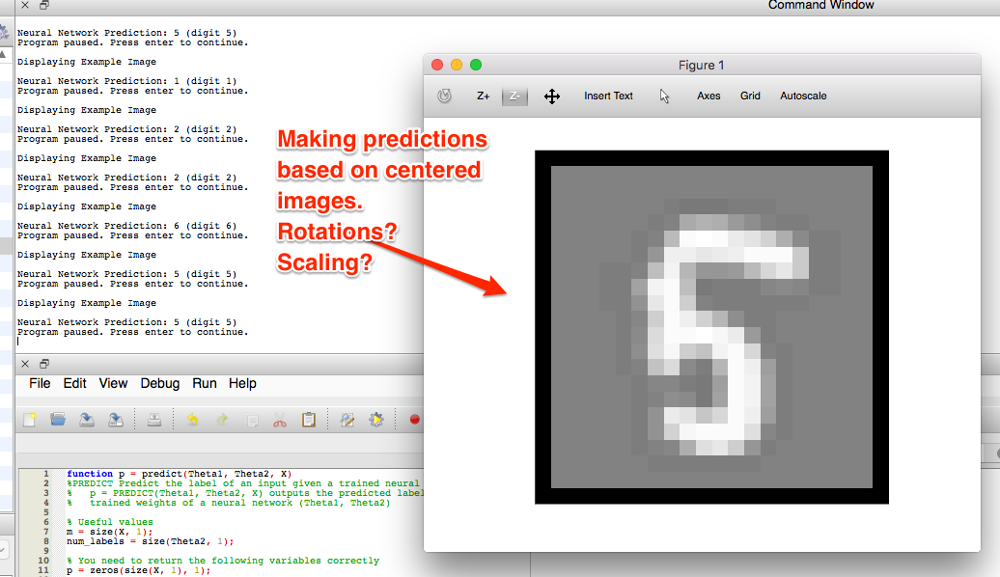 Command Window
Neural Network Prediction: 5 (digit 5)
Program paused. Press enter to continue.
Displaying Example Image
Neural Network Prediction: 1 (digit 1)
Program paused. Press enter to continue.
Displaying Example Image
Neural Network Prediction: 2 (digit 2)
Program paused. Press enter to continue.
Displaying Example Image
Neural Network Prediction: 2 (digit 2)
Program paused. Press enter to continue.
Displaying Example Image
Neural Network Prediction: 6 (digit 6)
Program paused. Press enter to continue.
Displaying Example Image
Neural Network Prediction: 5 (digit 5)
Program paused. Press enter to continue.
Displaying Example Image
Neural Network Prediction: 5 (digit 5)
Program paused. Press enter to continue.
Making predictions
based on centered
images.
Rotations?
Scaling?
Figure 1
Z+ Z- Insert Text Axes Grid Autoscale
5
File Edit View Debug Run Help
1 function p = predict(Theta1, Theta2, X)
2 %PREDICT Predict the label of an input given a trained neural
3 % p = PREDICT(Theta1, Theta2, X) outputs the predicted label
4 % trained weights of a neural network (Theta1, Theta2)
5
6 % Useful values
7 m = size(X, 1);
8 num_labels = size(Theta2, 1);
9
10 % You need to return the following variables correctly
11 p = zeros(size(X, 1), 1);